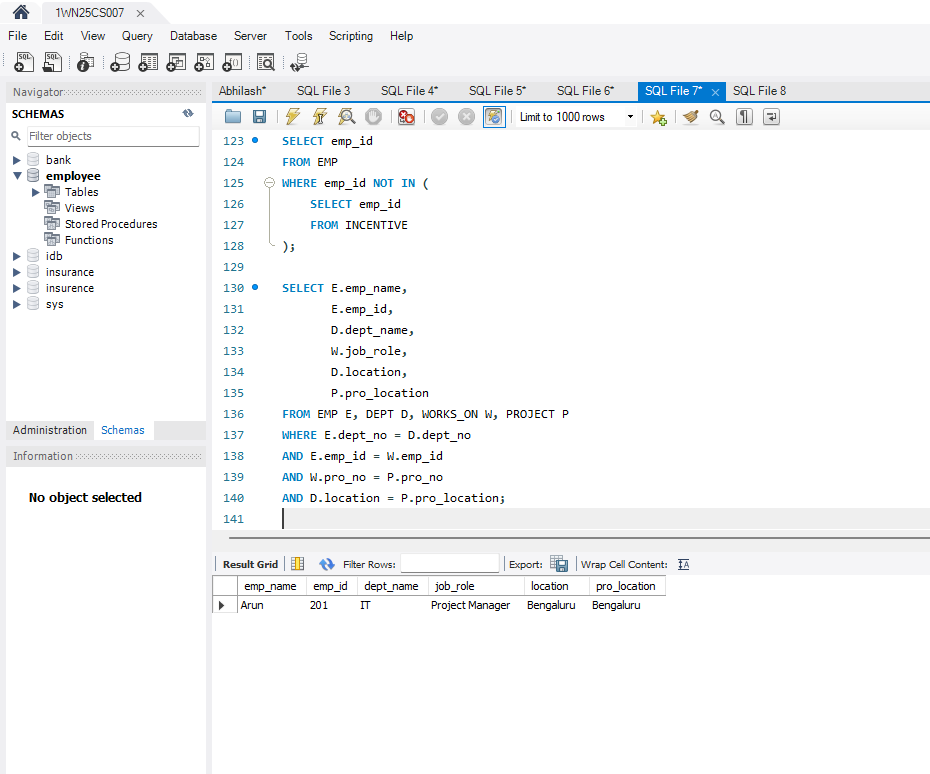 1WN25CS007
File Edit View Query Database Server Tools Scripting Help
Navigator
SCHEMAS
Filter objects
bank
employee
Tables
Views
Stored Procedures
Functions
idb
insurance
insurence
sys
Administration Schemas
Information
No object selected
Abhilash* SQL File 3 SQL File 4* SQL File 5* SQL File 6* SQL File 7* SQL File 8
Limit to 1000 rows
123 SELECT emp_id
124 FROM EMP
125 WHERE emp_id NOT IN (
126 SELECT emp_id
127 FROM INCENTIVE
128 );
129
130 SELECT E.emp_name,
131 E.emp_id,
132 D.dept_name,
133 W.job_role,
134 D.location,
135 P.pro_location
136 FROM EMP E, DEPT D, WORKS_ON W, PROJECT P
137 WHERE E.dept_no = D.dept_no
138 AND E.emp_id = W.emp_id
139 AND W.pro_no = P.pro_no
140 AND D.location = P.pro_location;
141
Result Grid Filter Rows: Export: Wrap Cell Content:
emp_name emp_id dept_name job_role location pro_location
Arun 201 IT Project Manager Bengaluru Bengaluru